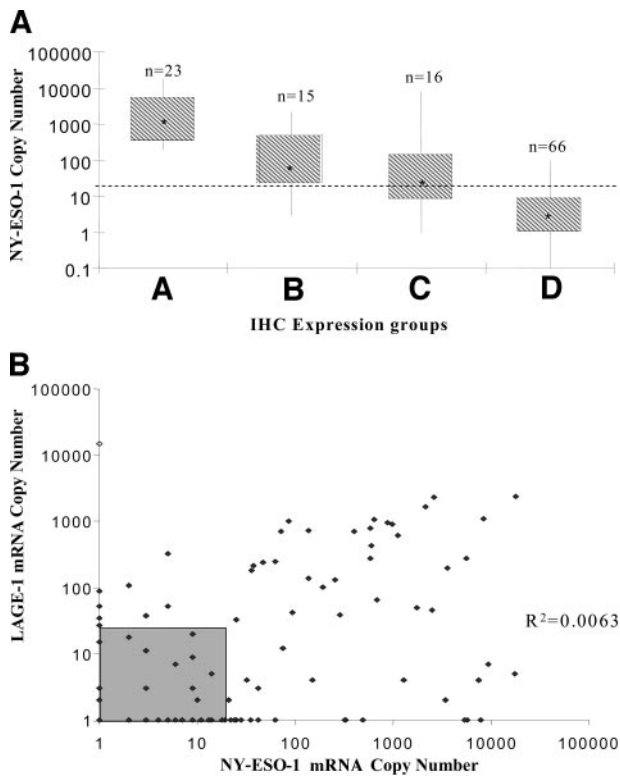 A
NY-ESO-1 Copy Number
100000
10000
1000
100
10
1
0.1
n=23
n=15
n=16
n=66
A B C D
IHC Expression groups
B
LAGE-1 mRNA Copy Number
100000
10000
1000
100
10
1
R²=0.0063
1 10 100 1000 10000 100000
NY-ESO-1 mRNA Copy Number